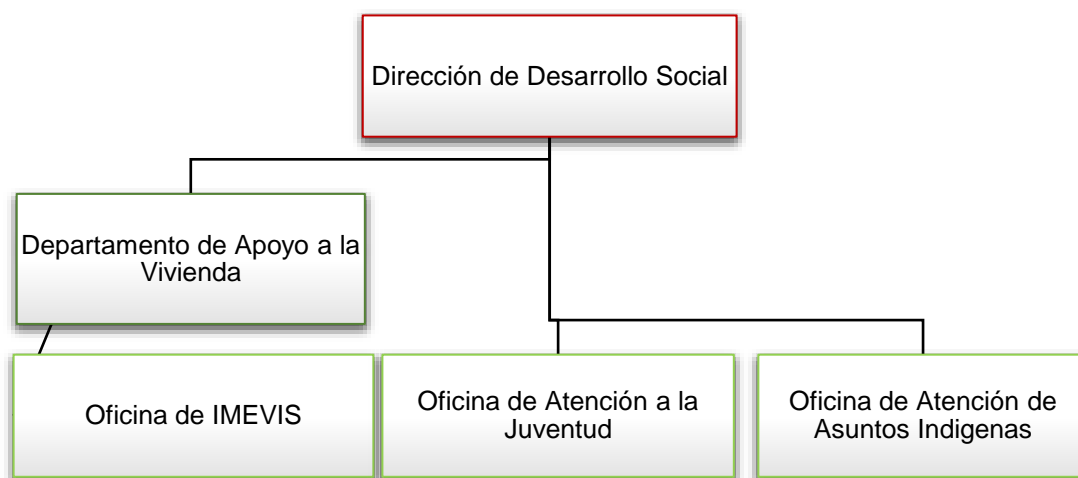 Dirección de Desarrollo Social
Departamento de Apoyo a la
Vivienda
Oficina de IMEVIS
Oficina de Atención a la
Juventud
Oficina de Atención de
Asuntos Indigenas